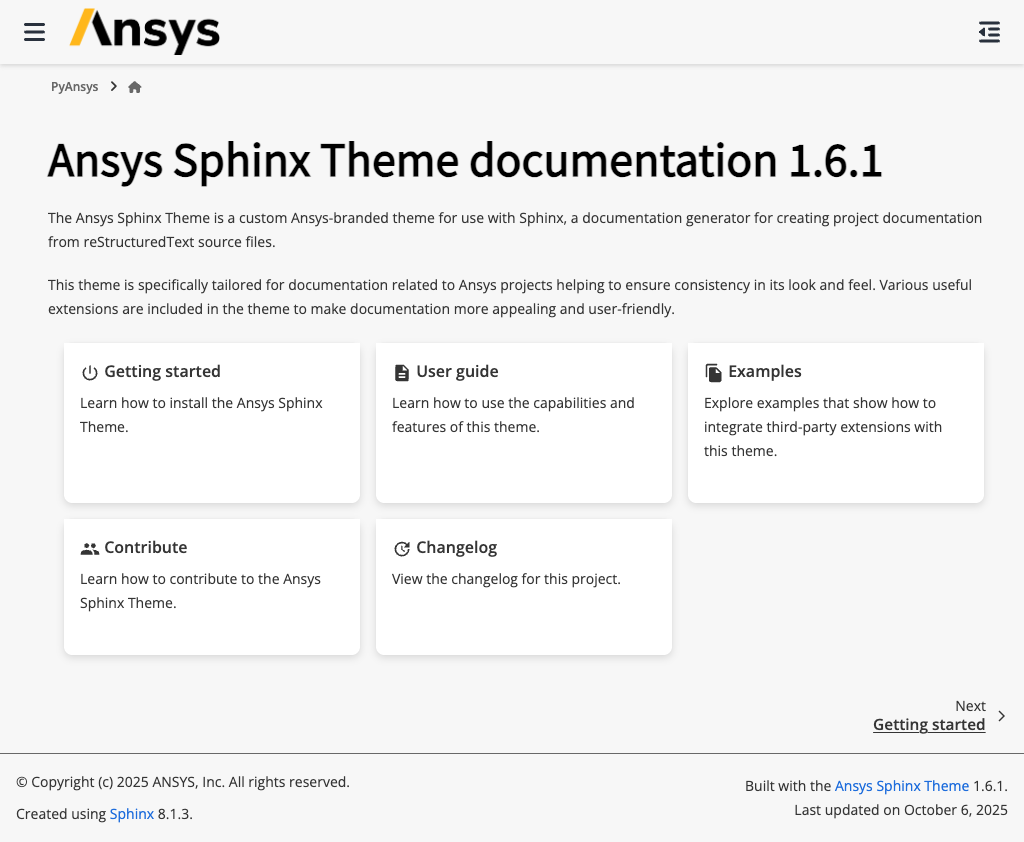 Ansys
PyAnsys
Ansys Sphinx Theme documentation 1.6.1
The Ansys Sphinx Theme is a custom Ansys-branded theme for use with Sphinx, a documentation generator for creating project documentation
from reStructuredText source files.
This theme is specifically tailored for documentation related to Ansys projects helping to ensure consistency in its look and feel. Various useful
extensions are included in the theme to make documentation more appealing and user-friendly.
Getting started
Learn how to install the Ansys Sphinx
Theme.
User guide
Learn how to use the capabilities and
features of this theme.
Examples
Explore examples that show how to
integrate third-party extensions with
this theme.
Contribute
Learn how to contribute to the Ansys
Sphinx Theme.
Changelog
View the changelog for this project.
Next
Getting started
© Copyright (c) 2025 ANSYS, Inc. All rights reserved.
Created using Sphinx 8.1.3.
Built with the Ansys Sphinx Theme 1.6.1.
Last updated on October 6, 2025